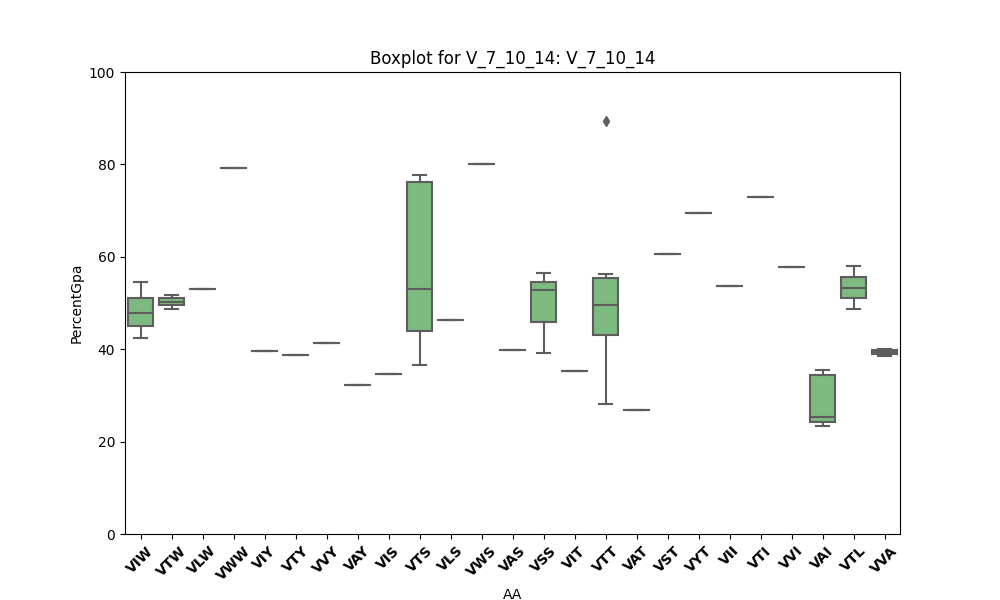 Boxplot for V_7_10_14: V_7_10_14
100
80
60
40
20
0
PercentGpa
VIW VTW VLW VWW VIY VTY VVY VAY VIS VTS VLS VWS VAS VSS VIT VTT VAT VST VYT VII VTI VVI VAI VTL VVA
AA